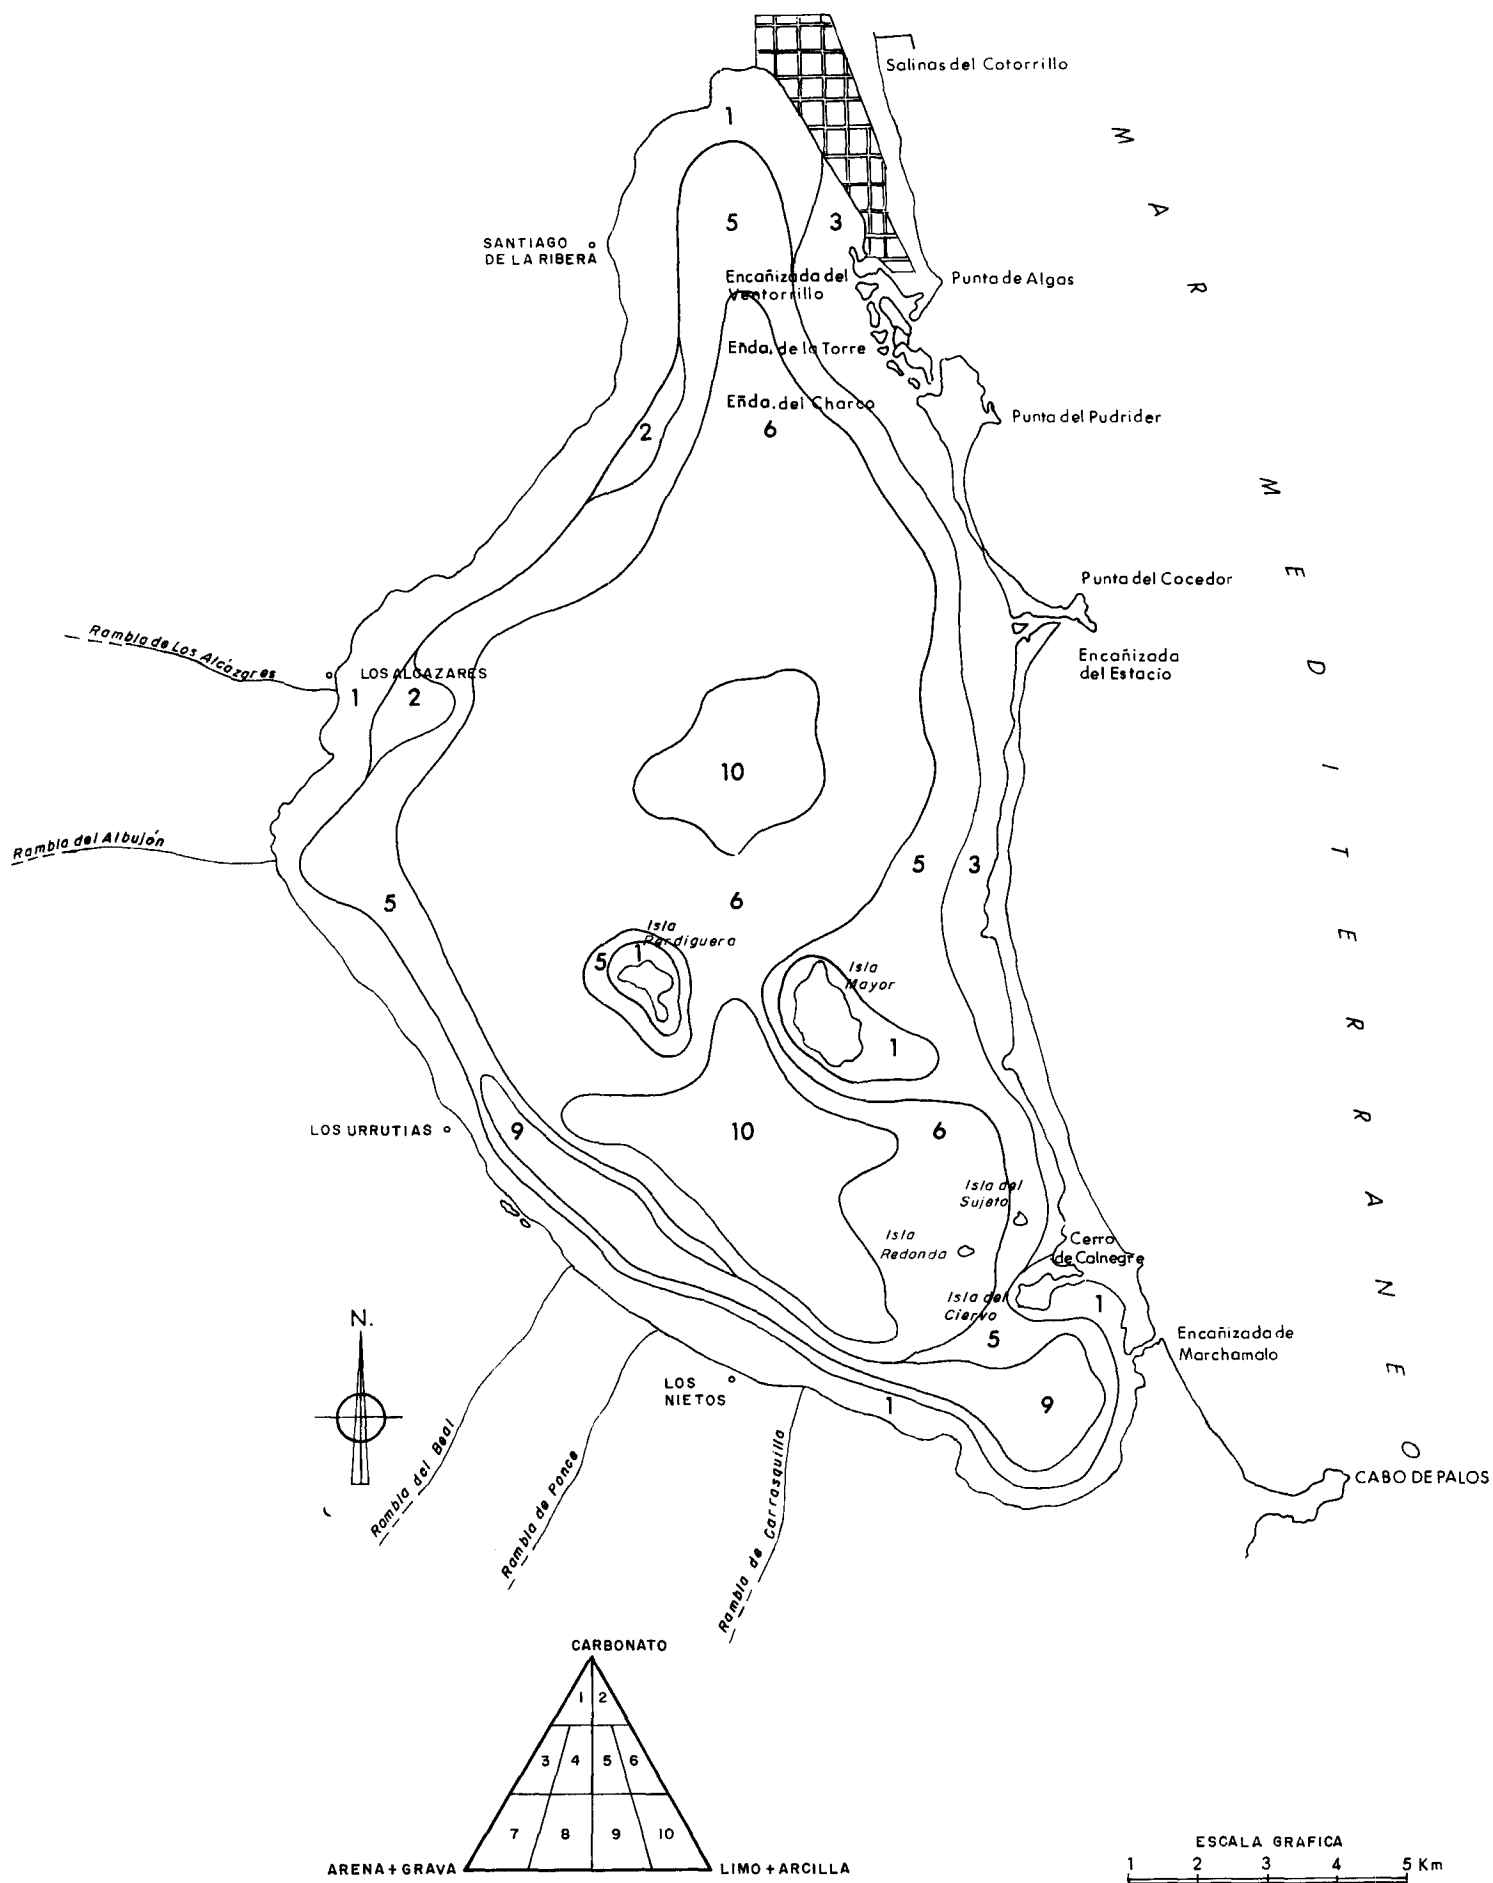 Salinas del Cotorrillo
1
M
A
R
5
3
SANTIAGO
DE LA RIBERA
Encañizada del
Ventorrillo
Punta de Algas
Eñda. de la Torre
Eñda. del Charco
Punta del Pudrider
2
6
M
E
D
I
T
E
R
R
A
N
E
O
Punta del Cocedor
Rambla de Los Alcázares
Encañizada
del Estacio
LOS ALCAZARES
1
2
10
Rambla del Albujón
5
3
5
6
Isla
Perdiguera
5
1
Isla
Mayor
1
LOS URRUTIAS
9
10
6
Isla del
Sujeto
Isla
Redonda
Cerro
de Calnegre
Isla del
Ciervo
1
5
Encañizada de
Marchamalo
N.
LOS
NIETOS
1
9
CABO DE PALOS
Rambla del Beal
Rambla de Ponce
Rambla de Carrasquilla
CARBONATO
1 2
3 4 5 6
7 8 9 10
ARENA + GRAVA
LIMO + ARCILLA
ESCALA GRAFICA
1 2 3 4 5 Km